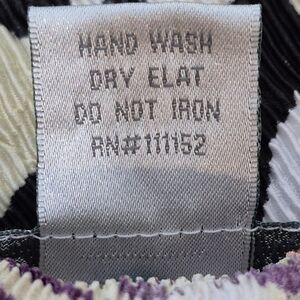 HAND WASH
DRY ELAT
DO NOT IRON
RN#111152